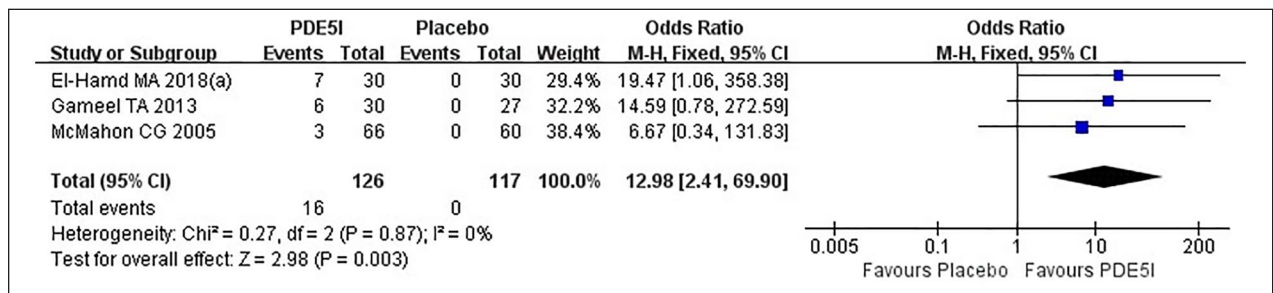 PDE5I Placebo Odds Ratio Odds Ratio
Study or Subgroup Events Total Events Total Weight M-H, Fixed, 95% CI M-H, Fixed, 95% CI
El-Hamd MA 2018(a) 7 30 0 30 29.4% 19.47 [1.06, 358.38]
Gameel TA 2013 6 30 0 27 32.2% 14.59 [0.78, 272.59]
McMahon CG 2005 3 66 0 60 38.4% 6.67 [0.34, 131.83]
Total (95% CI) 126 117 100.0% 12.98 [2.41, 69.90]
Total events 16 0
Heterogeneity: Chi² = 0.27, df = 2 (P = 0.87); I² = 0%
Test for overall effect: Z = 2.98 (P = 0.003)
0.005 0.1 1 10 200
Favours Placebo Favours PDE5I